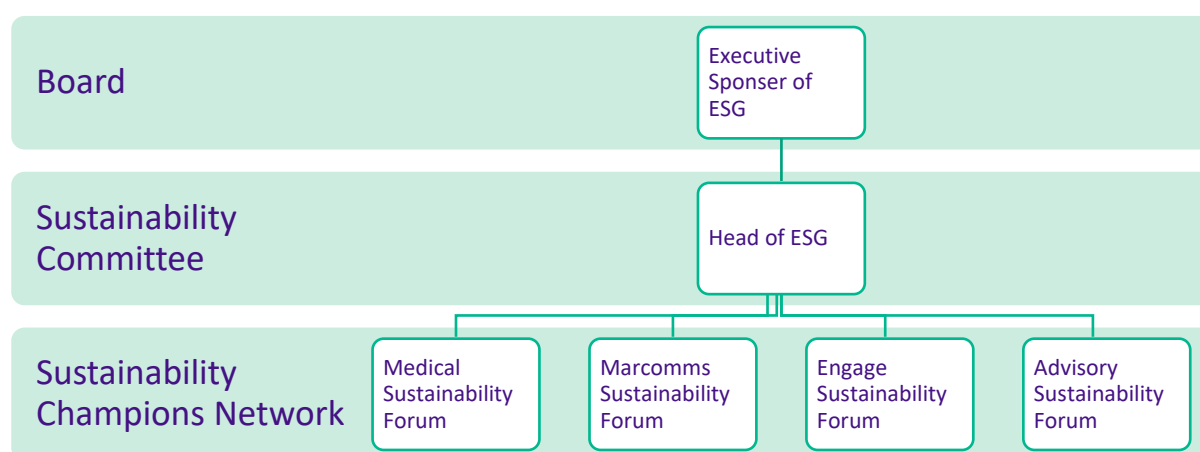 Board
Executive
Sponser of
ESG
Sustainability
Committee
Head of ESG
Sustainability
Champions Network
Medical
Sustainability
Forum
Marcomms
Sustainability
Forum
Engage
Sustainability
Forum
Advisory
Sustainability
Forum